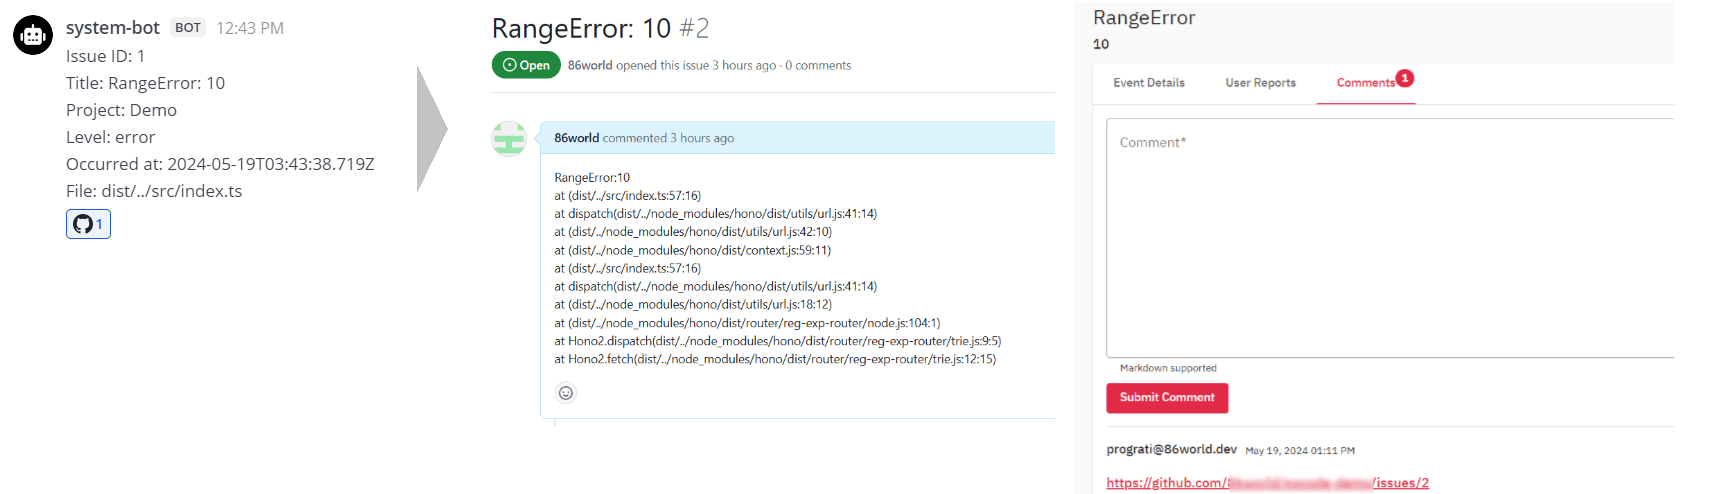 system-bot BOT 12:43 PM
Issue ID: 1
Title: RangeError: 10
Project: Demo
Level: error
Occurred at: 2024-05-19T03:43:38.719Z
File: dist/../src/index.ts
1
RangeError: 10 #2
Open 86world opened this issue 3 hours ago · 0 comments
86world commented 3 hours ago
RangeError:10
at (dist/../src/index.ts:57:16)
at dispatch(dist/../node_modules/hono/dist/utils/url.js:41:14)
at (dist/../node_modules/hono/dist/utils/url.js:42:10)
at (dist/../node_modules/hono/dist/context.js:59:11)
at (dist/../src/index.ts:57:16)
at dispatch(dist/../node_modules/hono/dist/utils/url.js:41:14)
at (dist/../node_modules/hono/dist/utils/url.js:18:12)
at (dist/../node_modules/hono/dist/router/reg-exp-router/node.js:104:1)
at Hono2.dispatch(dist/../node_modules/hono/dist/router/reg-exp-router/trie.js:9:5)
at Hono2.fetch(dist/../node_modules/hono/dist/router/reg-exp-router/trie.js:12:15)
RangeError
10
Event Details User Reports Comments 1
Comment*
Markdown supported
Submit Comment
prograti@86world.dev May 19, 2024 01:11 PM
https://github.com/ /issues/2